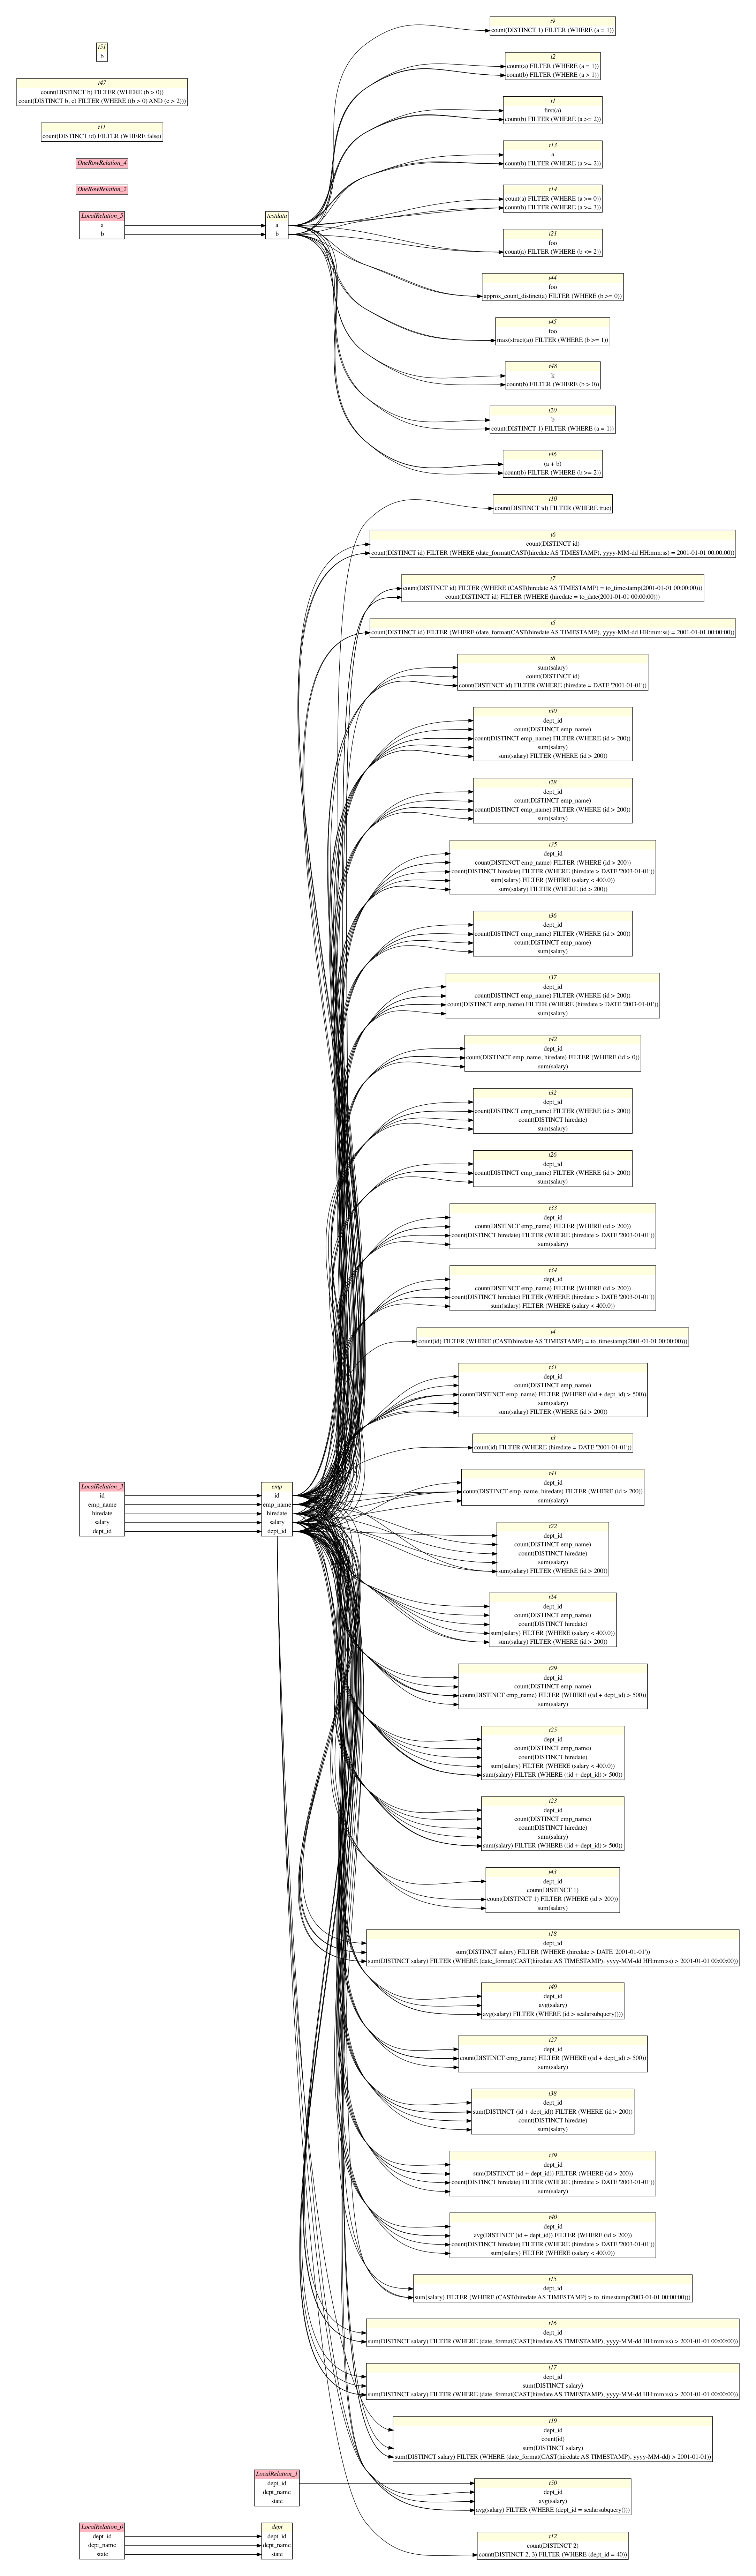 t51
b
t47
count(DISTINCT b) FILTER (WHERE (b > 0))
count(DISTINCT b, c) FILTER (WHERE ((b > 0) AND (c > 2)))
t11
count(DISTINCT id) FILTER (WHERE false)
OneRowRelation_4
OneRowRelation_2
LocalRelation_5
a
b
testdata
a
b
t9
count(DISTINCT 1) FILTER (WHERE (a = 1))
t2
count(a) FILTER (WHERE (a = 1))
count(b) FILTER (WHERE (a > 1))
t1
first(a)
count(b) FILTER (WHERE (a >= 2))
t13
a
count(b) FILTER (WHERE (a >= 2))
t14
count(a) FILTER (WHERE (a >= 0))
count(b) FILTER (WHERE (a >= 3))
t21
foo
count(a) FILTER (WHERE (b <= 2))
t44
foo
approx_count_distinct(a) FILTER (WHERE (b >= 0))
t45
foo
max(struct(a)) FILTER (WHERE (b >= 1))
t48
k
count(b) FILTER (WHERE (b > 0))
t20
b
count(DISTINCT 1) FILTER (WHERE (a = 1))
t46
(a + b)
count(b) FILTER (WHERE (b >= 2))
t10
count(DISTINCT id) FILTER (WHERE true)
t6
count(DISTINCT id)
count(DISTINCT id) FILTER (WHERE (date_format(CAST(hiredate AS TIMESTAMP), yyyy-MM-dd HH:mm:ss) = 2001-01-01 00:00:00))
t7
count(DISTINCT id) FILTER (WHERE (CAST(hiredate AS TIMESTAMP) = to_timestamp(2001-01-01 00:00:00)))
count(DISTINCT id) FILTER (WHERE (hiredate = to_date(2001-01-01 00:00:00)))
t5
count(DISTINCT id) FILTER (WHERE (date_format(CAST(hiredate AS TIMESTAMP), yyyy-MM-dd HH:mm:ss) = 2001-01-01 00:00:00))
t8
sum(salary)
count(DISTINCT id)
count(DISTINCT id) FILTER (WHERE (hiredate = DATE '2001-01-01'))
t30
dept_id
count(DISTINCT emp_name)
count(DISTINCT emp_name) FILTER (WHERE (id > 200))
sum(salary)
sum(salary) FILTER (WHERE (id > 200))
t28
dept_id
count(DISTINCT emp_name)
count(DISTINCT emp_name) FILTER (WHERE (id > 200))
sum(salary)
t35
dept_id
count(DISTINCT emp_name) FILTER (WHERE (id > 200))
count(DISTINCT hiredate) FILTER (WHERE (hiredate > DATE '2003-01-01'))
sum(salary) FILTER (WHERE (salary < 400.0))
sum(salary) FILTER (WHERE (id > 200))
t36
dept_id
count(DISTINCT emp_name) FILTER (WHERE (id > 200))
count(DISTINCT emp_name)
sum(salary)
t37
dept_id
count(DISTINCT emp_name) FILTER (WHERE (id > 200))
count(DISTINCT emp_name) FILTER (WHERE (hiredate > DATE '2003-01-01'))
sum(salary)
t42
dept_id
count(DISTINCT emp_name, hiredate) FILTER (WHERE (id > 0))
sum(salary)
t32
dept_id
count(DISTINCT emp_name) FILTER (WHERE (id > 200))
count(DISTINCT hiredate)
sum(salary)
t26
dept_id
count(DISTINCT emp_name) FILTER (WHERE (id > 200))
sum(salary)
t33
dept_id
count(DISTINCT emp_name) FILTER (WHERE (id > 200))
count(DISTINCT hiredate) FILTER (WHERE (hiredate > DATE '2003-01-01'))
sum(salary)
t34
dept_id
count(DISTINCT emp_name) FILTER (WHERE (id > 200))
count(DISTINCT hiredate) FILTER (WHERE (hiredate > DATE '2003-01-01'))
sum(salary) FILTER (WHERE (salary < 400.0))
t4
count(id) FILTER (WHERE (CAST(hiredate AS TIMESTAMP) = to_timestamp(2001-01-01 00:00:00)))
t31
dept_id
count(DISTINCT emp_name)
count(DISTINCT emp_name) FILTER (WHERE ((id + dept_id) > 500))
sum(salary)
sum(salary) FILTER (WHERE (id > 200))
t3
count(id) FILTER (WHERE (hiredate = DATE '2001-01-01'))
LocalRelation_3
id
emp_name
hiredate
salary
dept_id
emp
id
emp_name
hiredate
salary
dept_id
t41
dept_id
count(DISTINCT emp_name, hiredate) FILTER (WHERE (id > 200))
sum(salary)
t22
dept_id
count(DISTINCT emp_name)
count(DISTINCT hiredate)
sum(salary)
sum(salary) FILTER (WHERE (id > 200))
t24
dept_id
count(DISTINCT emp_name)
count(DISTINCT hiredate)
sum(salary) FILTER (WHERE (salary < 400.0))
sum(salary) FILTER (WHERE (id > 200))
t29
dept_id
count(DISTINCT emp_name)
count(DISTINCT emp_name) FILTER (WHERE ((id + dept_id) > 500))
sum(salary)
t25
dept_id
count(DISTINCT emp_name)
count(DISTINCT hiredate)
sum(salary) FILTER (WHERE (salary < 400.0))
sum(salary) FILTER (WHERE ((id + dept_id) > 500))
t23
dept_id
count(DISTINCT emp_name)
count(DISTINCT hiredate)
sum(salary)
sum(salary) FILTER (WHERE ((id + dept_id) > 500))
t43
dept_id
count(DISTINCT 1)
count(DISTINCT 1) FILTER (WHERE (id > 200))
sum(salary)
t18
dept_id
sum(DISTINCT salary) FILTER (WHERE (hiredate > DATE '2001-01-01'))
sum(DISTINCT salary) FILTER (WHERE (date_format(CAST(hiredate AS TIMESTAMP), yyyy-MM-dd HH:mm:ss) > 2001-01-01 00:00:00))
t49
dept_id
avg(salary)
avg(salary) FILTER (WHERE (id > scalarsubquery()))
t27
dept_id
count(DISTINCT emp_name) FILTER (WHERE ((id + dept_id) > 500))
sum(salary)
t38
dept_id
sum(DISTINCT (id + dept_id)) FILTER (WHERE (id > 200))
count(DISTINCT hiredate)
sum(salary)
t39
dept_id
sum(DISTINCT (id + dept_id)) FILTER (WHERE (id > 200))
count(DISTINCT hiredate) FILTER (WHERE (hiredate > DATE '2003-01-01'))
sum(salary)
t40
dept_id
avg(DISTINCT (id + dept_id)) FILTER (WHERE (id > 200))
count(DISTINCT hiredate) FILTER (WHERE (hiredate > DATE '2003-01-01'))
sum(salary) FILTER (WHERE (salary < 400.0))
t15
dept_id
sum(salary) FILTER (WHERE (CAST(hiredate AS TIMESTAMP) > to_timestamp(2003-01-01 00:00:00)))
t16
dept_id
sum(DISTINCT salary) FILTER (WHERE (date_format(CAST(hiredate AS TIMESTAMP), yyyy-MM-dd HH:mm:ss) > 2001-01-01 00:00:00))
t17
dept_id
sum(DISTINCT salary)
sum(DISTINCT salary) FILTER (WHERE (date_format(CAST(hiredate AS TIMESTAMP), yyyy-MM-dd HH:mm:ss) > 2001-01-01 00:00:00))
t19
dept_id
count(id)
sum(DISTINCT salary)
sum(DISTINCT salary) FILTER (WHERE (date_format(CAST(hiredate AS TIMESTAMP), yyyy-MM-dd) > 2001-01-01))
LocalRelation_1
dept_id
dept_name
state
t50
dept_id
avg(salary)
avg(salary) FILTER (WHERE (dept_id = scalarsubquery()))
LocalRelation_0
dept_id
dept_name
state
dept
dept_id
dept_name
state
t12
count(DISTINCT 2)
count(DISTINCT 2, 3) FILTER (WHERE (dept_id = 40))